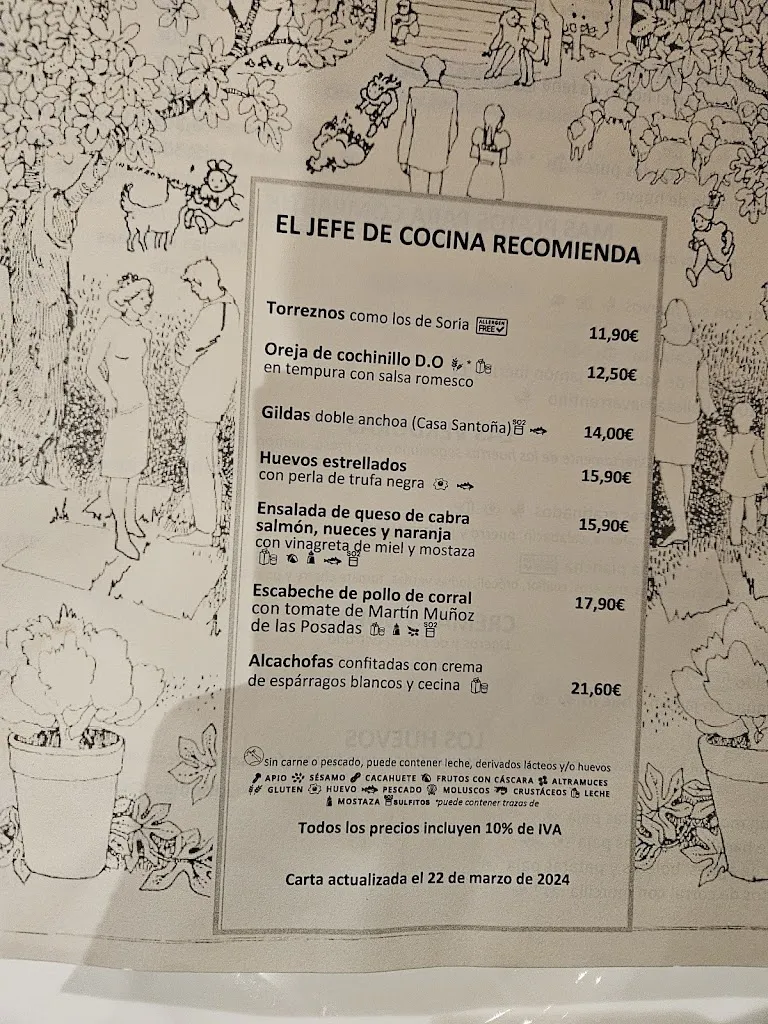 EL JEFE DE COCINA RECOMIENDA
Torreznos como los de Soria ALLERGEN FREE 11,90€
Oreja de cochinillo D.O * 12,50€
en tempura con salsa romesco
Gildas doble anchoa (Casa Santoña) SO2 14,00€
Huevos estrellados 15,90€
con perla de trufa negra
Ensalada de queso de cabra 15,90€
salmón, nueces y naranja
con vinagreta de miel y mostaza
SO2
Escabeche de pollo de corral 17,90€
con tomate de Martín Muñoz
de las Posadas SO2
Alcachofas confitadas con crema
de espárragos blancos y cecina 21,60€
Sin carne o pescado, puede contener leche, derivados lácteos y/o huevos
APIO SÉSAMO CACAHUETE FRUTOS CON CÁSCARA ALTRAMUCES
GLUTEN HUEVO PESCADO MOLUSCOS CRUSTÁCEOS LECHE
MOSTAZA SULFITOS *puede contener trazas de
Todos los precios incluyen 10% de IVA
Carta actualizada el 22 de marzo de 2024
LOS HUEVOS